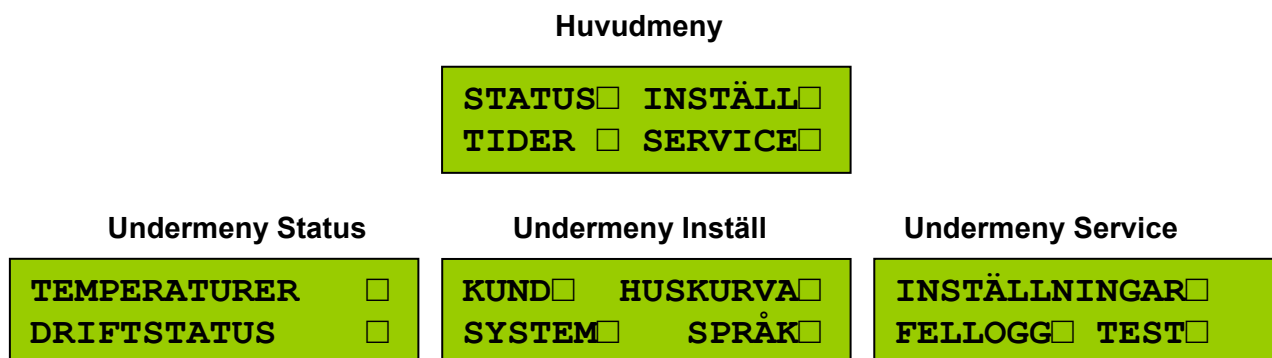 Huvudmeny
STATUS□ INSTÄLL□
TIDER □ SERVICE□
Undermeny Status
TEMPERATURER □
DRIFTSTATUS □
Undermeny Inställ
KUND□ HUSKURVA□
SYSTEM□ SPRÅK□
Undermeny Service
INSTÄLLNINGAR□
FELLOGG□ TEST□